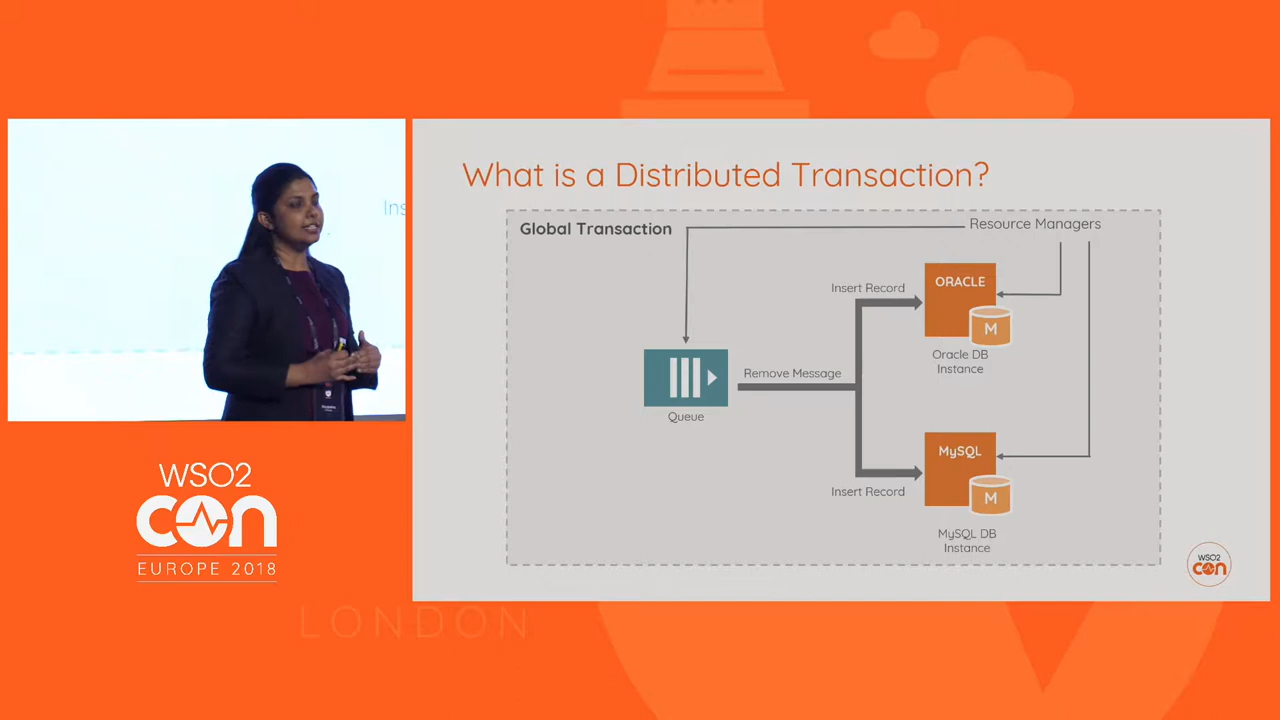 What is a Distributed Transaction?
Global Transaction
Resource Managers
Insert Record
ORACLE
M
Oracle DB
Instance
Remove Message
Queue
MySQL
M
Insert Record
MySQL DB
Instance
Ins
WSO2
con
EUROPE 2018
LONDON
WSO2
con